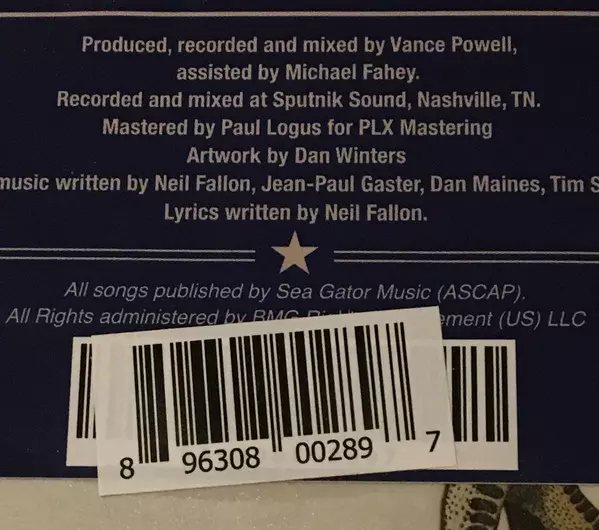 Produced, recorded and mixed by Vance Powell,
assisted by Michael Fahey.
Recorded and mixed at Sputnik Sound, Nashville, TN.
Mastered by Paul Logus for PLX Mastering
Artwork by Dan Winters
music written by Neil Fallon, Jean-Paul Gaster, Dan Maines, Tim S
Lyrics written by Neil Fallon.
All songs published by Sea Gator Music (ASCAP).
All Rights administered by BMG (US) LLC
8 96308 00289 7